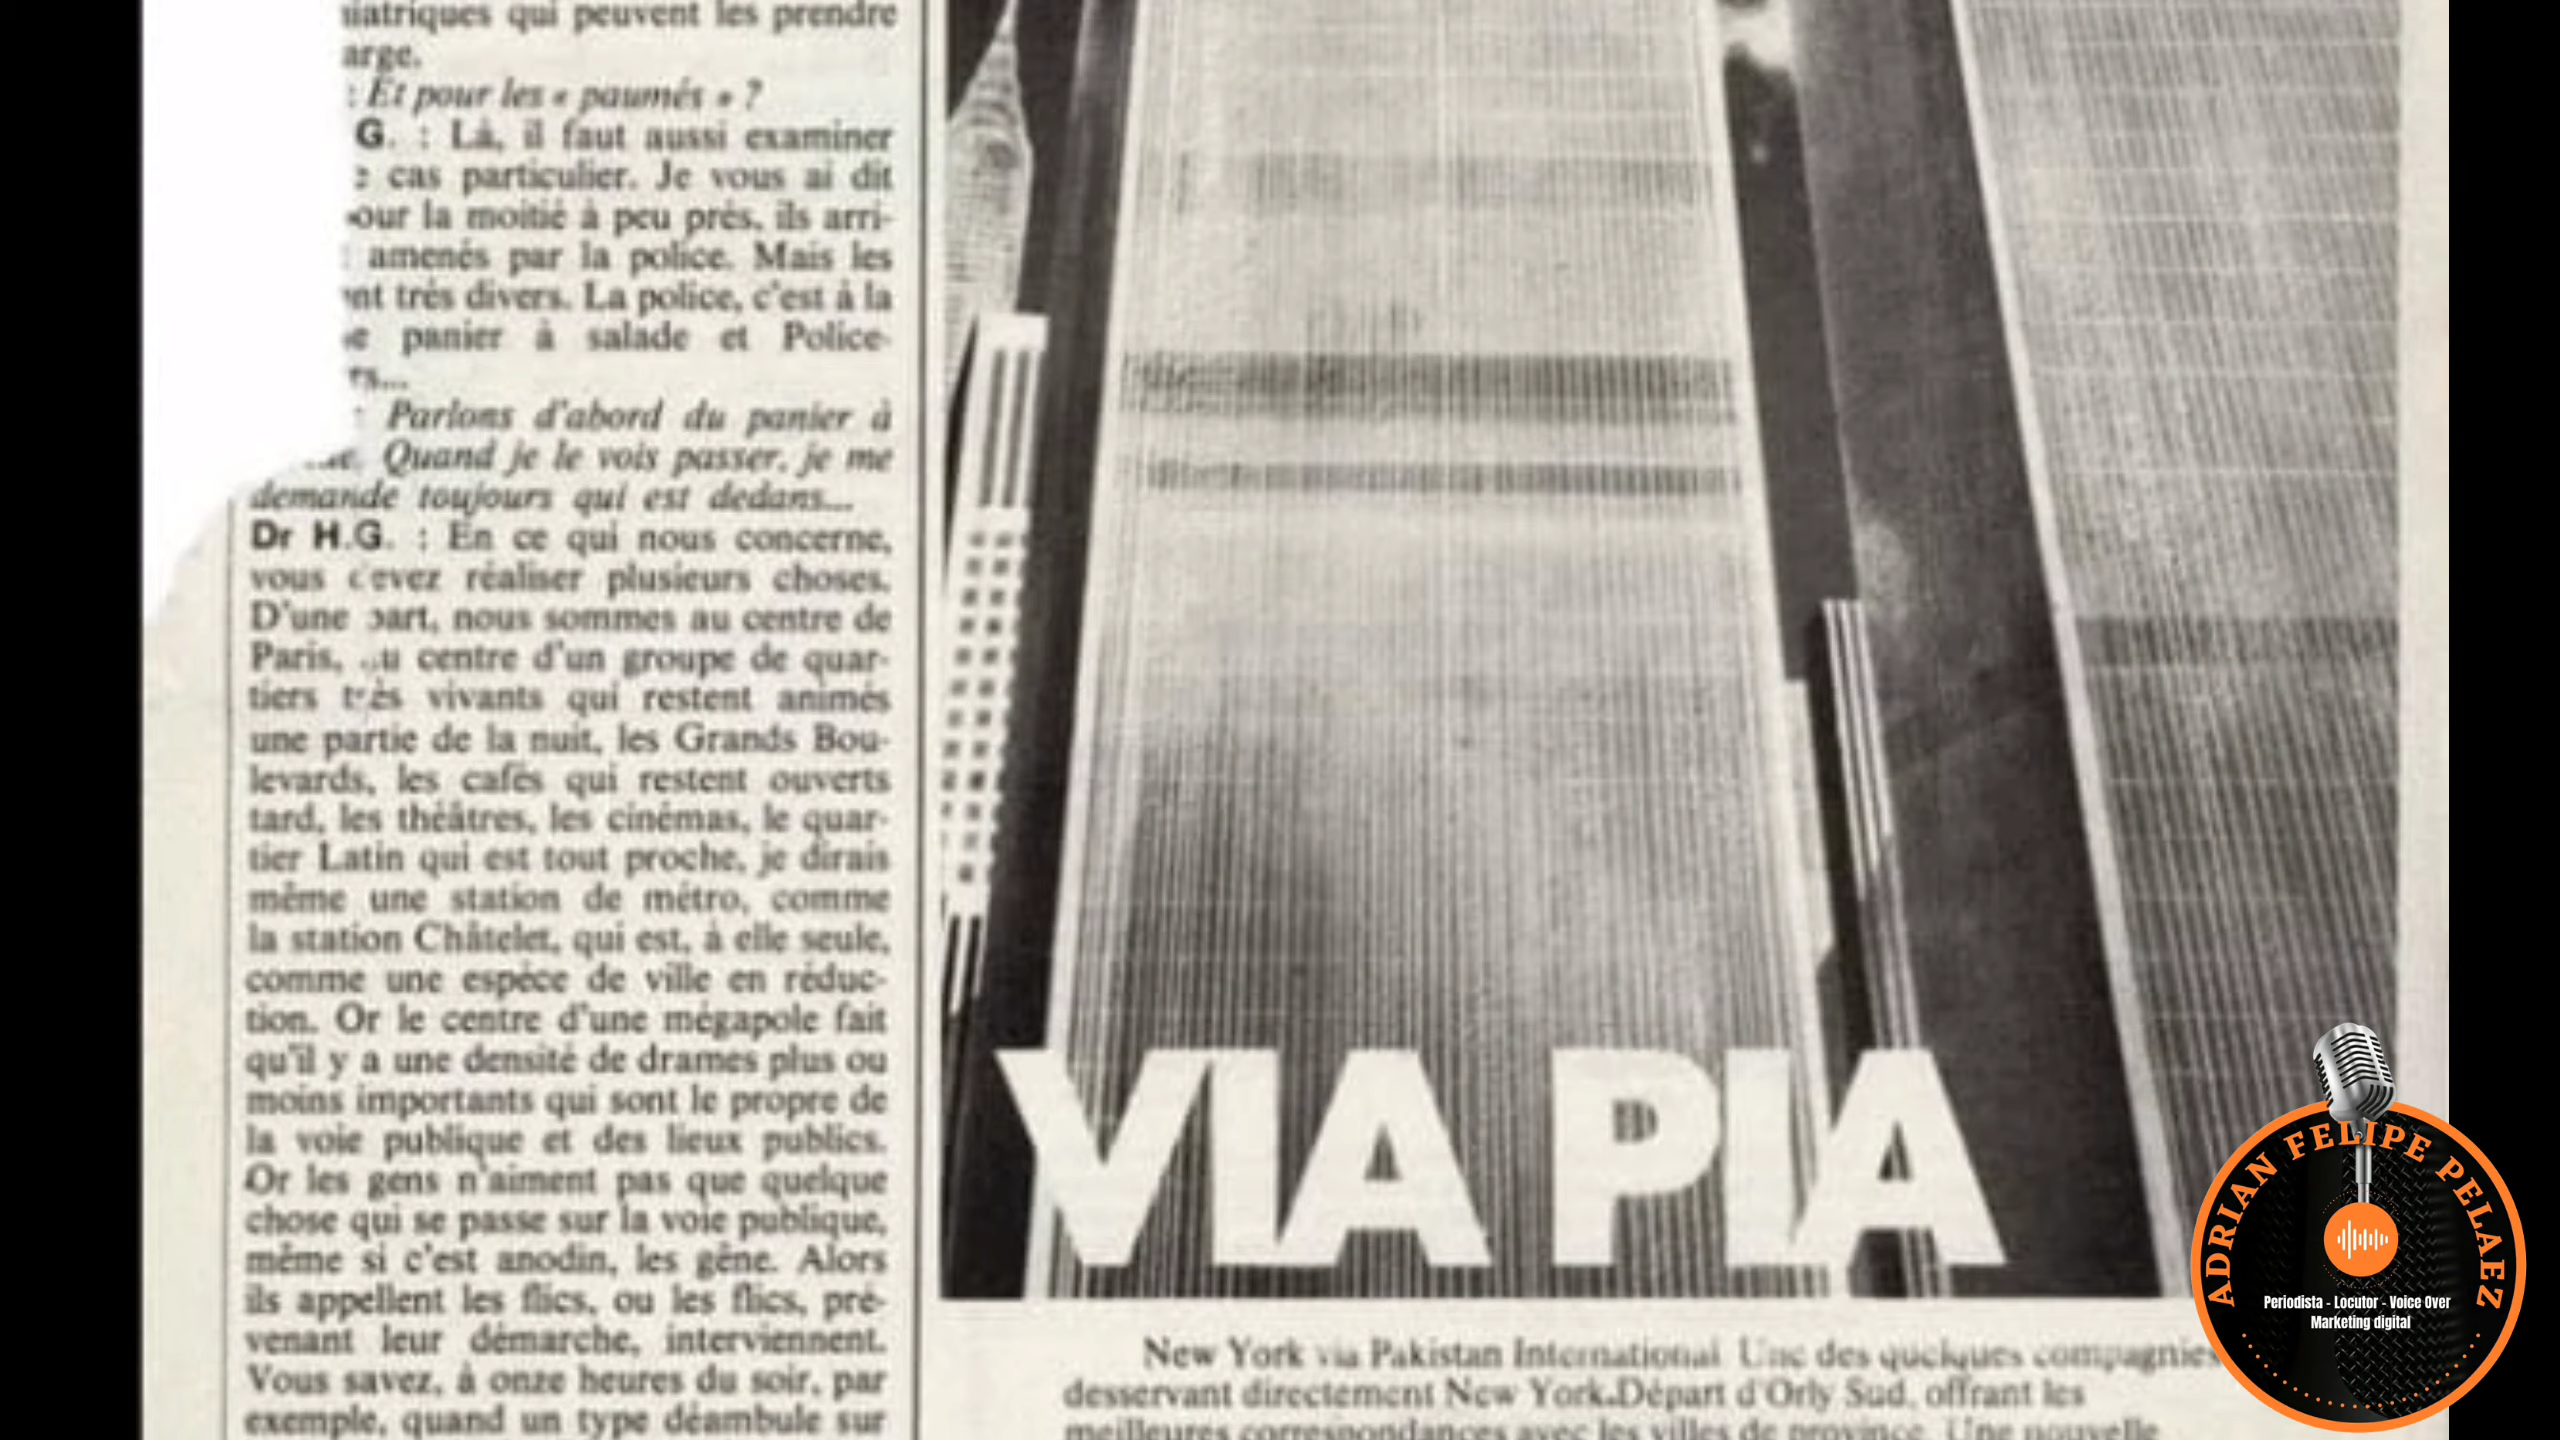 iatriques qui peuvent les prendre
arge.
: Et pour les « paumés » ?
G. : Là, il faut aussi examiner
cas particulier. Je vous ai dit
our la moitié à peu près, ils arri-
amenés par la police. Mais les
nt très divers. La police, c'est à la
panier à salade et Police-
rs...
: Parlons d'abord du panier à
Quand je le vois passer, je me
demande toujours qui est dedans...
Dr H.G. : En ce qui nous concerne,
vous devez réaliser plusieurs choses.
D'une part, nous sommes au centre de
Paris, au centre d'un groupe de quar-
tiers très vivants qui restent animés
une partie de la nuit, les Grands Bou-
levards, les cafés qui restent ouverts
tard, les théâtres, les cinémas, le quar-
tier Latin qui est tout proche, je dirais
même une station de métro, comme
la station Châtelet, qui est, à elle seule,
comme une espèce de ville en réduc-
tion. Or le centre d'une mégapole fait
qu'il y a une densité de drames plus ou
moins importants qui sont le propre de
la voie publique et des lieux publics.
Or les gens n'aiment pas que quelque
chose qui se passe sur la voie publique,
même si c'est anodin, les gêne. Alors
ils appellent les flics, ou les flics, pré-
venant leur démarche, interviennent.
Vous savez, à onze heures du soir, par
exemple, quand un type déambule sur
VIA PIA
New York via Pakistan International. Une des quelques compagnies
desservant directement New York. Départ d'Orly Sud, offrant les
meilleures correspondances avec les villes de province. Une nouvelle
ADRIAN FELIPE PELAEZ
Periodista - Locutor - Voice Over
Marketing digital